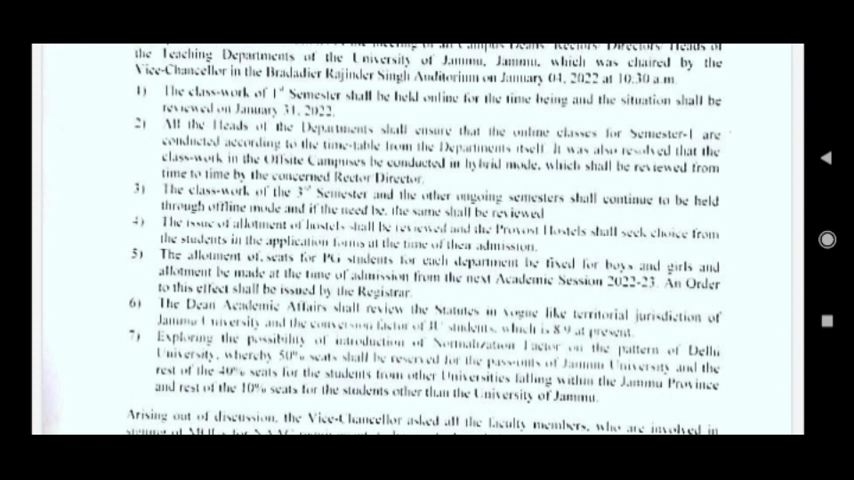 the meeting of all Campus Deans/ Rectors/ Directors/ Heads of
the Teaching Departments of the University of Jammu, Jammu, which was chaired by the
Vice-Chancellor in the Bradadier Rajinder Singh Auditorium on January 04, 2022 at 10:30 a.m.
1) The class-work of 1st Semester shall be held online for the time being and the situation shall be
reviewed on January 31, 2022.
2) All the Heads of the Departments shall ensure that the online classes for Semester-I are
conducted according to the time-table from the Departments itself. It was also resolved that the
class-work in the Offsite Campuses be conducted in hybrid mode, which shall be reviewed from
time to time by the concerned Rector/Director.
3) The class-work of the 3rd Semester and the other ongoing semesters shall continue to be held
through offline mode and if the need be, the same shall be reviewed
4) The issue of allotment of hostels shall be reviewed and the Provost Hostels shall seek choice from
the students in the application forms at the time of their admission.
5) The allotment of seats for PG students for each department be fixed for boys and girls and
allotment be made at the time of admission from the next Academic Session 2022-23. An Order
to this effect shall be issued by the Registrar.
6) The Dean Academic Affairs shall review the Statutes in vogue like territorial jurisdiction of
Jammu University and the conversion factor of JU students, which is 8.9 at present.
7) Exploring the possibility of introduction of Normalization Factor on the pattern of Delhi
University, whereby 50% seats shall be reserved for the pass-outs of Jammu University and the
rest of the 40% seats for the students from other Universities falling within the Jammu Province
and rest of the 10% seats for the students other than the University of Jammu.
Arising out of discussion, the Vice-Chancellor asked all the faculty members, who are involved in